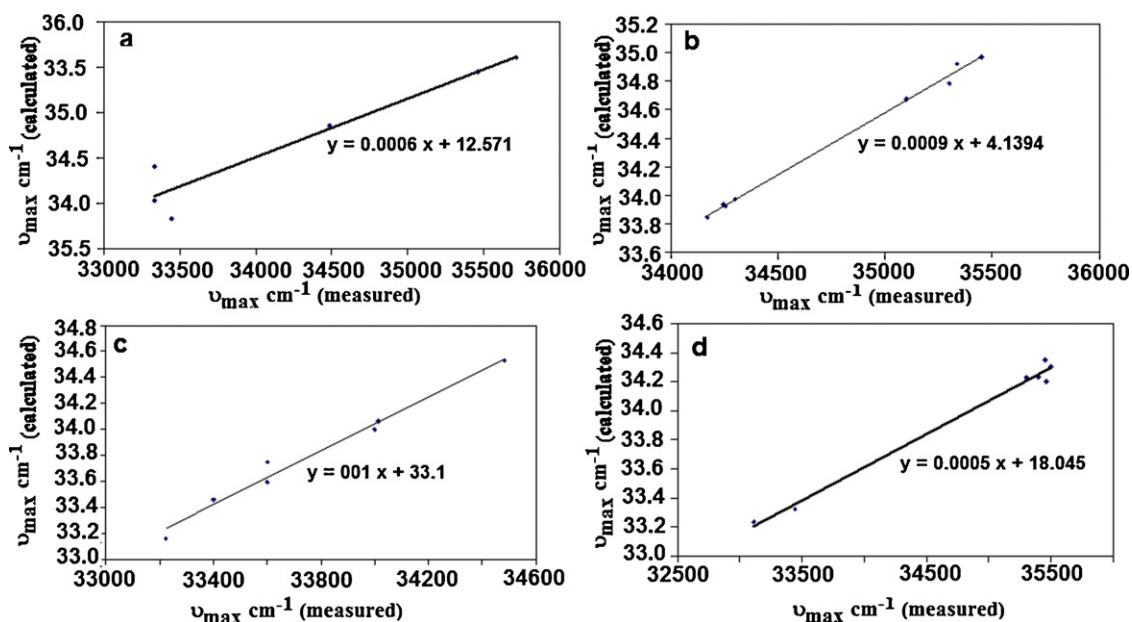 a
υmax cm-1 (calculated)
36.0
33.5
35.0
34.5
34.0
35.5
y = 0.0006 x + 12.571
33000 33500 34000 34500 35000 35500 36000
υmax cm-1 (measured)
b
υmax cm-1 (calculated)
35.2
35.0
34.8
34.6
34.4
34.2
34.0
33.8
33.6
y = 0.0009 x + 4.1394
34000 34500 35000 35500 36000
υmax cm-1 (measured)
c
υmax cm-1 (calculated)
34.8
34.6
34.4
34.2
34.0
33.8
33.6
33.4
33.2
33.0
y = 001 x + 33.1
33000 33400 33800 34200 34600
υmax cm-1 (measured)
d
υmax cm-1 (calculated)
34.6
34.4
34.2
34.0
33.8
33.6
33.4
33.2
33.0
y = 0.0005 x + 18.045
32500 33500 34500 35500
υmax cm-1 (measured)